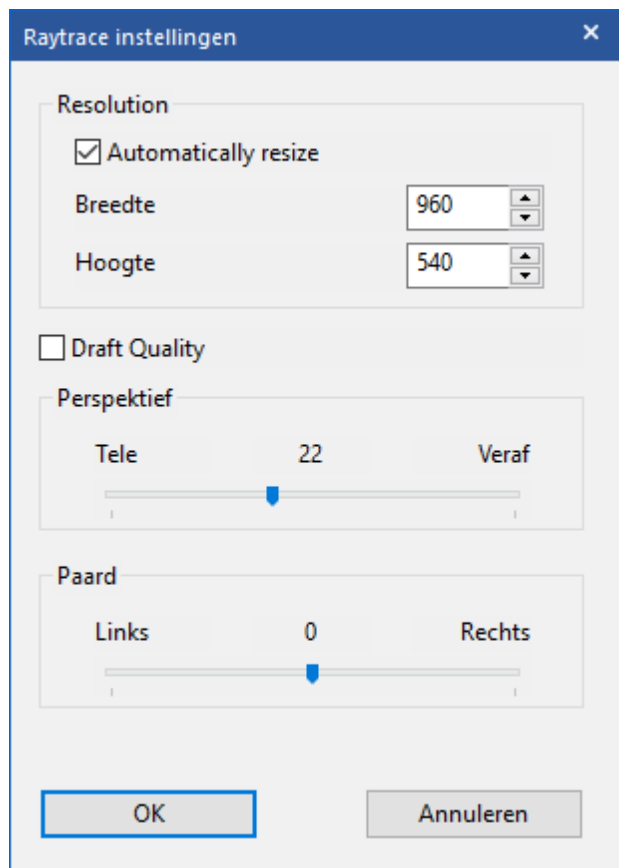 Raytrace instellingen
Resolution
Automatically resize
Breedte 960
Hoogte 540
Draft Quality
Perspektief
Tele 22 Veraf
Paard
Links 0 Rechts
OK Annuleren